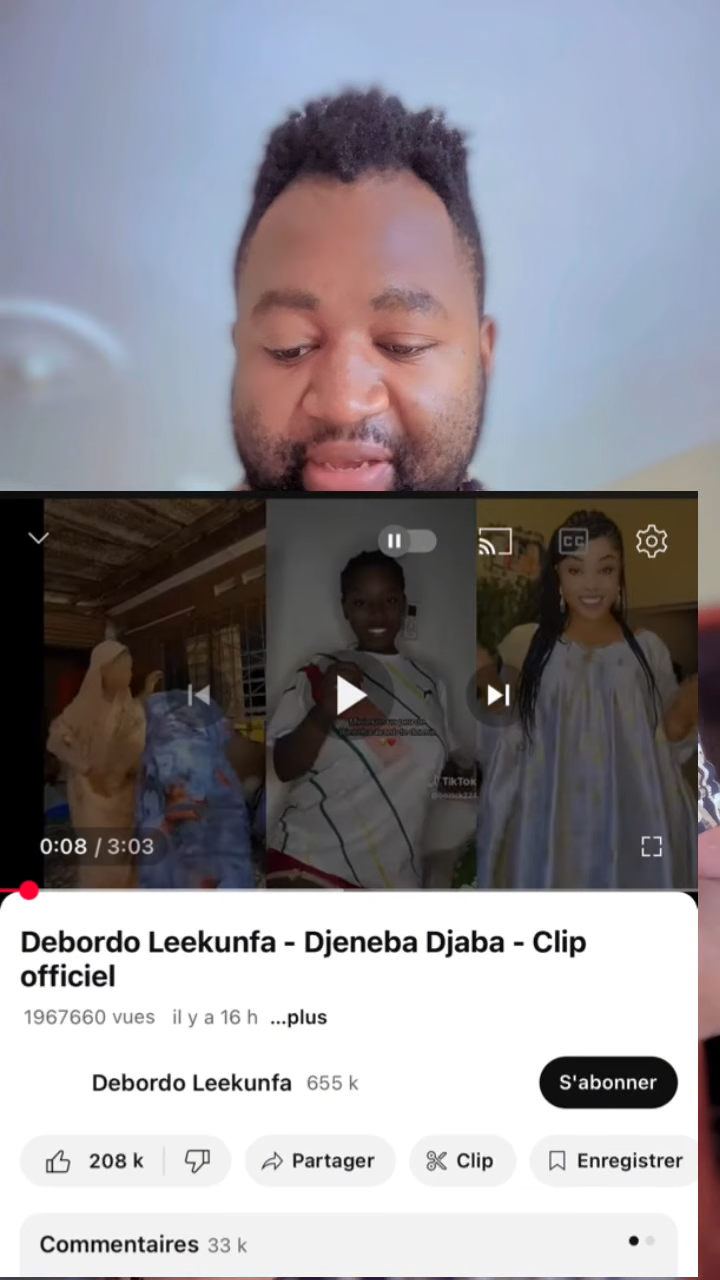 CC
TikTok
0:08 / 3:03
Debordo Leekunfa - Djeneba Djaba - Clip
officiel
1967660 vues il y a 16 h ...plus
Debordo Leekunfa 655 k
S'abonner
208 k
Partager
Clip
Enregistrer
Commentaires 33 k